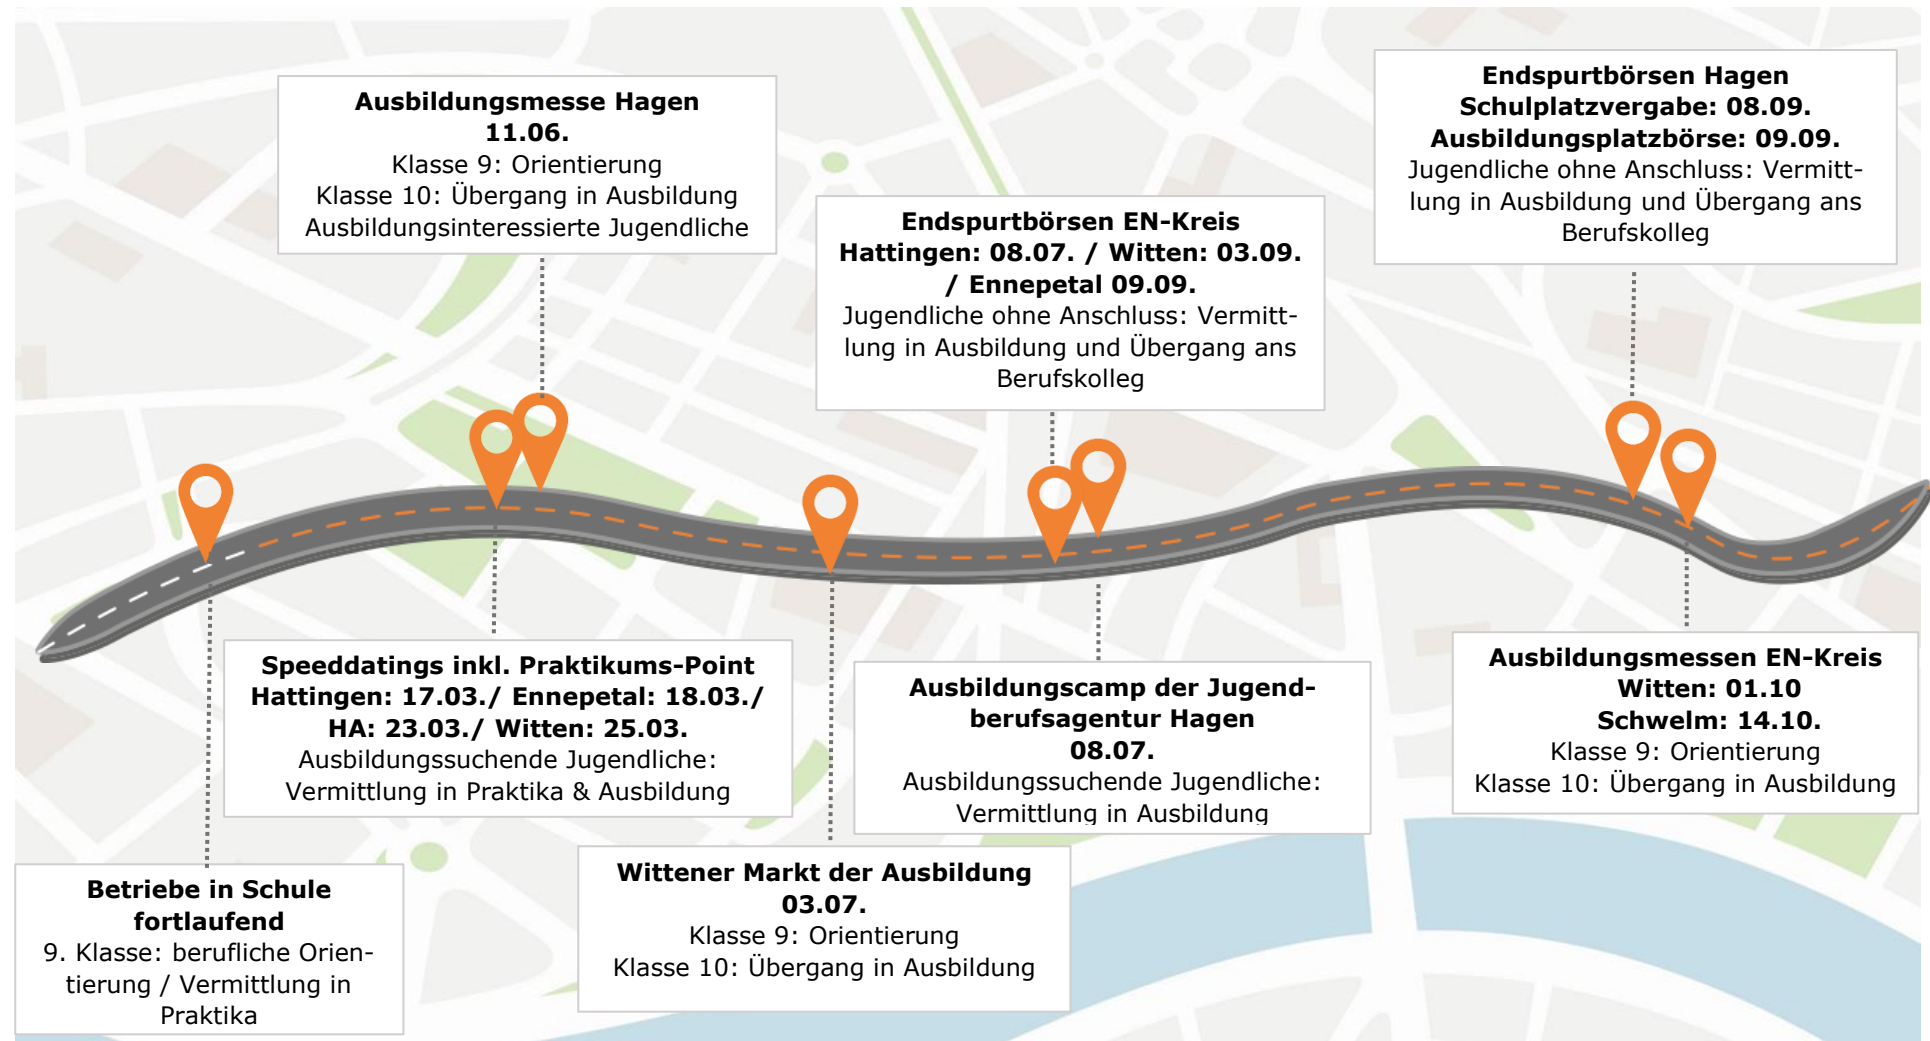 Ausbildungsmesse Hagen
11.06.
Klasse 9: Orientierung
Klasse 10: Übergang in Ausbildung
Ausbildungsinteressierte Jugendliche
Endspurtbörsen EN-Kreis
Hattingen: 08.07. / Witten: 03.09.
/ Ennepetal 09.09.
Jugendliche ohne Anschluss: Vermitt-
lung in Ausbildung und Übergang ans
Berufskolleg
Endspurtbörsen Hagen
Schulplatzvergabe: 08.09.
Ausbildungsplatzbörse: 09.09.
Jugendliche ohne Anschluss: Vermitt-
lung in Ausbildung und Übergang ans
Berufskolleg
Betriebe in Schule
fortlaufend
9. Klasse: berufliche Orien-
tierung / Vermittlung in
Praktika
Speeddatings inkl. Praktikums-Point
Hattingen: 17.03./ Ennepetal: 18.03./
HA: 23.03./ Witten: 25.03.
Ausbildungssuchende Jugendliche:
Vermittlung in Praktika & Ausbildung
Wittener Markt der Ausbildung
03.07.
Klasse 9: Orientierung
Klasse 10: Übergang in Ausbildung
Ausbildungscamp der Jugend-
berufsagentur Hagen
08.07.
Ausbildungssuchende Jugendliche:
Vermittlung in Ausbildung
Ausbildungsmessen EN-Kreis
Witten: 01.10
Schwelm: 14.10.
Klasse 9: Orientierung
Klasse 10: Übergang in Ausbildung